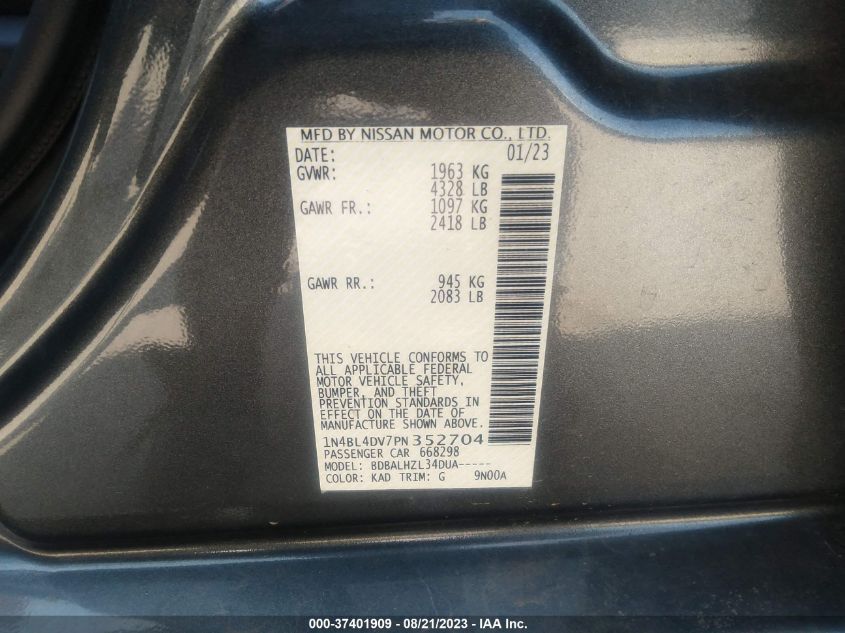 MFD BY NISSAN MOTOR CO., LTD.
DATE: 01/23
GVWR: 1963 KG
4328 LB
GAWR FR.: 1097 KG
2418 LB
GAWR RR.: 945 KG
2083 LB
THIS VEHICLE CONFORMS TO
ALL APPLICABLE FEDERAL
MOTOR VEHICLE SAFETY,
BUMPER, AND THEFT
PREVENTION STANDARDS IN
EFFECT ON THE DATE OF
MANUFACTURE SHOWN ABOVE.
1N4BL4DV7PN352704
PASSENGER CAR 668298
MODEL: BDBALHZL34DUA-----
COLOR: KAD TRIM: G 9N00A
000-37401909 - 08/21/2023 - IAA Inc.